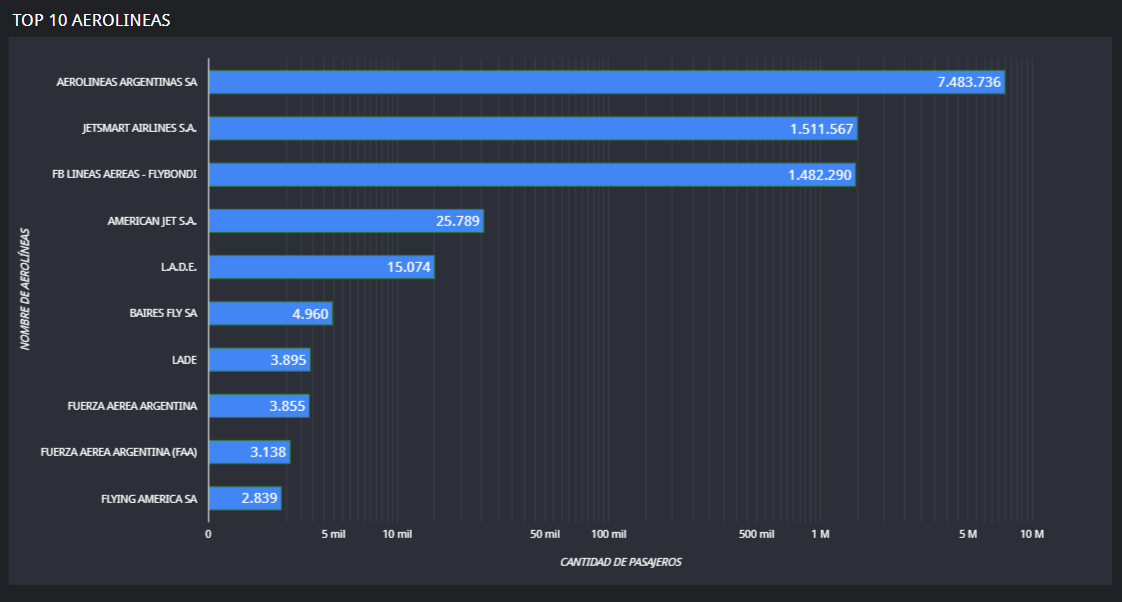 TOP 10 AEROLINEAS
NOMBRE DE AEROLÍNEAS
AEROLINEAS ARGENTINAS SA 7.483.736
JETSMART AIRLINES S.A. 1.511.567
FB LINEAS AEREAS - FLYBONDI 1.482.290
AMERICAN JET S.A. 25.789
L.A.D.E. 15.074
BAIRES FLY SA 4.960
LADE 3.895
FUERZA AEREA ARGENTINA 3.855
FUERZA AEREA ARGENTINA (FAA) 3.138
FLYING AMERICA SA 2.839
0 5 mil 10 mil 50 mil 100 mil 500 mil 1 M 5 M 10 M
CANTIDAD DE PASAJEROS